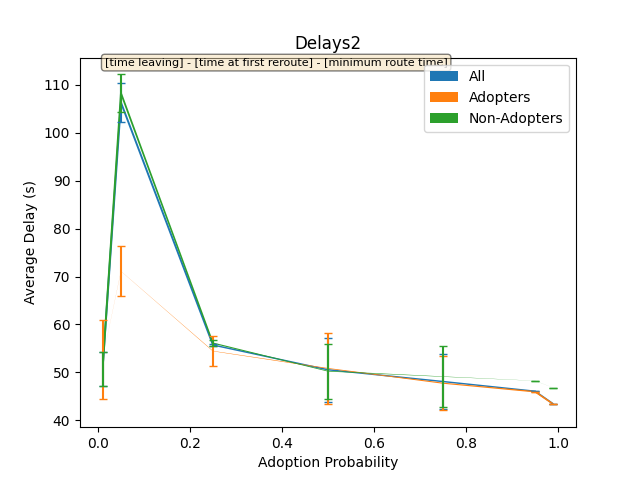 Delays2
[time leaving] - [time at first reroute] - [minimum route time]
All
Adopters
Non-Adopters
Average Delay (s)
110
100
90
80
70
60
50
40
0.0
0.2
0.4
0.6
0.8
1.0
Adoption Probability